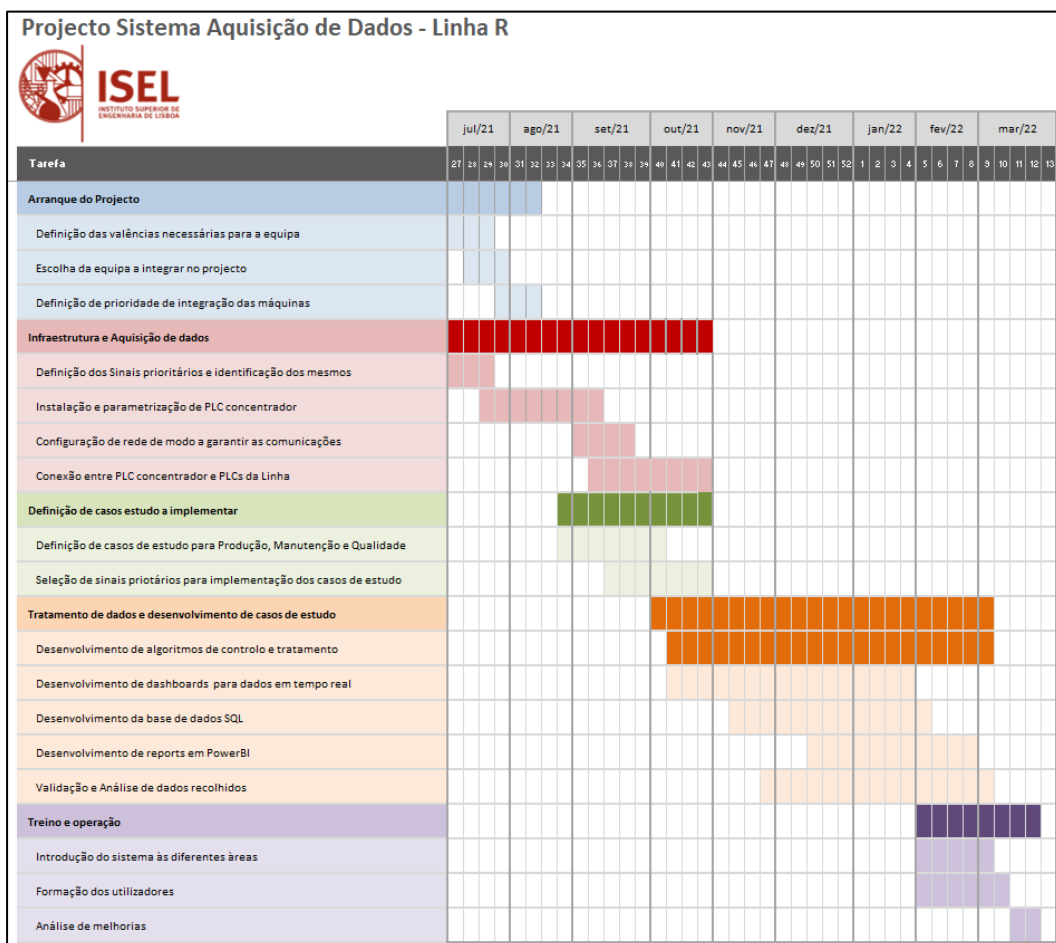 Projecto Sistema Aquisição de Dados - Linha R
ISEL
INSTITUTO SUPERIOR DE
ENGENHARIA DE LISBOA
jul/21 ago/21 set/21 out/21 nov/21 dez/21 jan/22 fev/22 mar/22
Tarefa 27 28 29 30 31 32 33 34 35 36 37 38 39 40 41 42 43 44 45 46 47 48 49 50 51 52 1 2 3 4 5 6 7 8 9 10 11 12 13
Arranque do Projecto
Definição das valências necessárias para a equipa
Escolha da equipa a integrar no projecto
Definição de prioridade de integração das máquinas
Infraestrutura e Aquisição de dados
Definição dos Sinais prioritários e identificação dos mesmos
Instalação e parametrização de PLC concentrador
Configuração de rede de modo a garantir as comunicações
Conexão entre PLC concentrador e PLCs da Linha
Definição de casos estudo a implementar
Definição de casos de estudo para Produção, Manutenção e Qualidade
Seleção de sinais priotários para implementação dos casos de estudo
Tratamento de dados e desenvolvimento de casos de estudo
Desenvolvimento de algoritmos de controlo e tratamento
Desenvolvimento de dashboards para dados em tempo real
Desenvolvimento da base de dados SQL
Desenvolvimento de reports em PowerBI
Validação e Análise de dados recolhidos
Treino e operação
Introdução do sistema às diferentes àreas
Formação dos utilizadores
Análise de melhorias